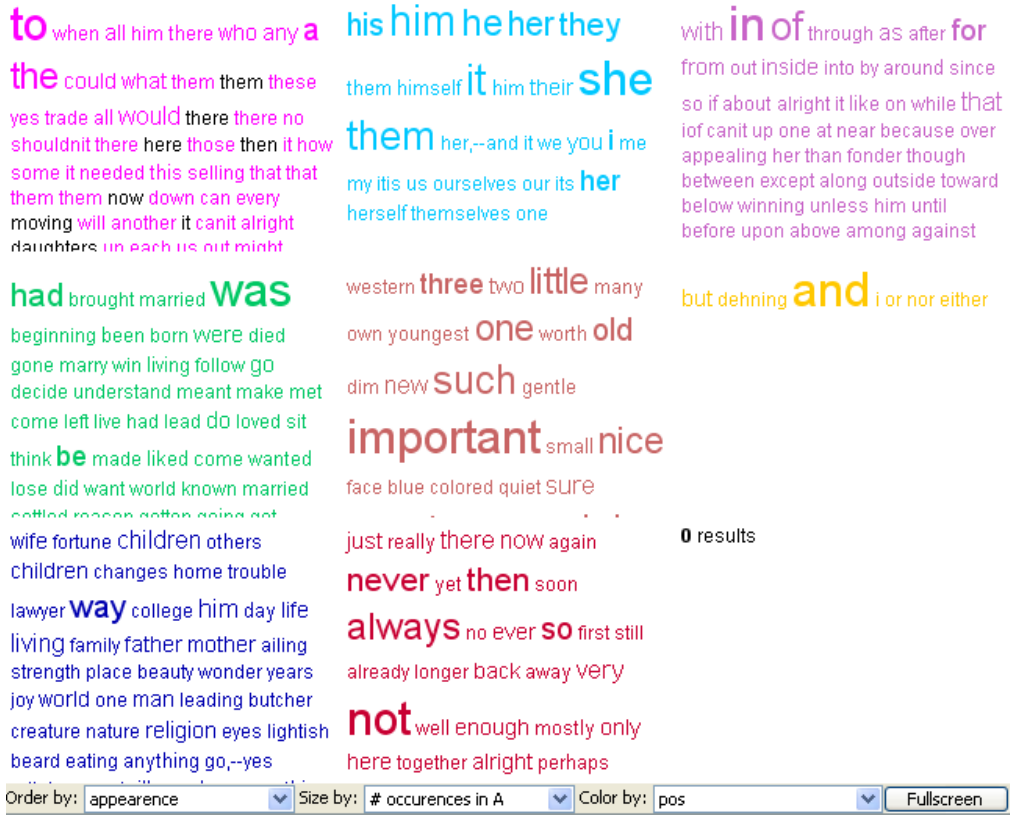 to when all him there who any a
the could what them them these
yes trade all would there there no
shouldnit there here those then it how
some it needed this selling that that
them them now down can every
moving will another it canit alright
daughters up each us out might
his him he her they
them himself it him their she
them her,--and it we you i me
my itis us ourselves our its her
herself themselves one
with in of through as after for
from out inside into by around since
so if about alright it like on while that
iof canit up one at near because over
appealing her than fonder though
between except along outside toward
below winning unless him until
before upon above among against
had brought married was
beginning been born were died
gone marry win living follow go
decide understand meant make met
come left live had lead do loved sit
think be made liked come wanted
lose did want world known married
settled reason gotten going got
western three two little many
own youngest one worth old
dim new such gentle
important small nice
face blue colored quiet sure
but dehning and i or nor either
wife fortune children others
children changes home trouble
lawyer way college him day life
living family father mother ailing
strength place beauty wonder years
joy world one man leading butcher
creature nature religion eyes lightish
beard eating anything go,--yes
just really there now again
never yet then soon
always no ever so first still
already longer back away very
not well enough mostly only
here together alright perhaps
0 results
Order by: appearence Size by: # occurences in A Color by: pos Fullscreen